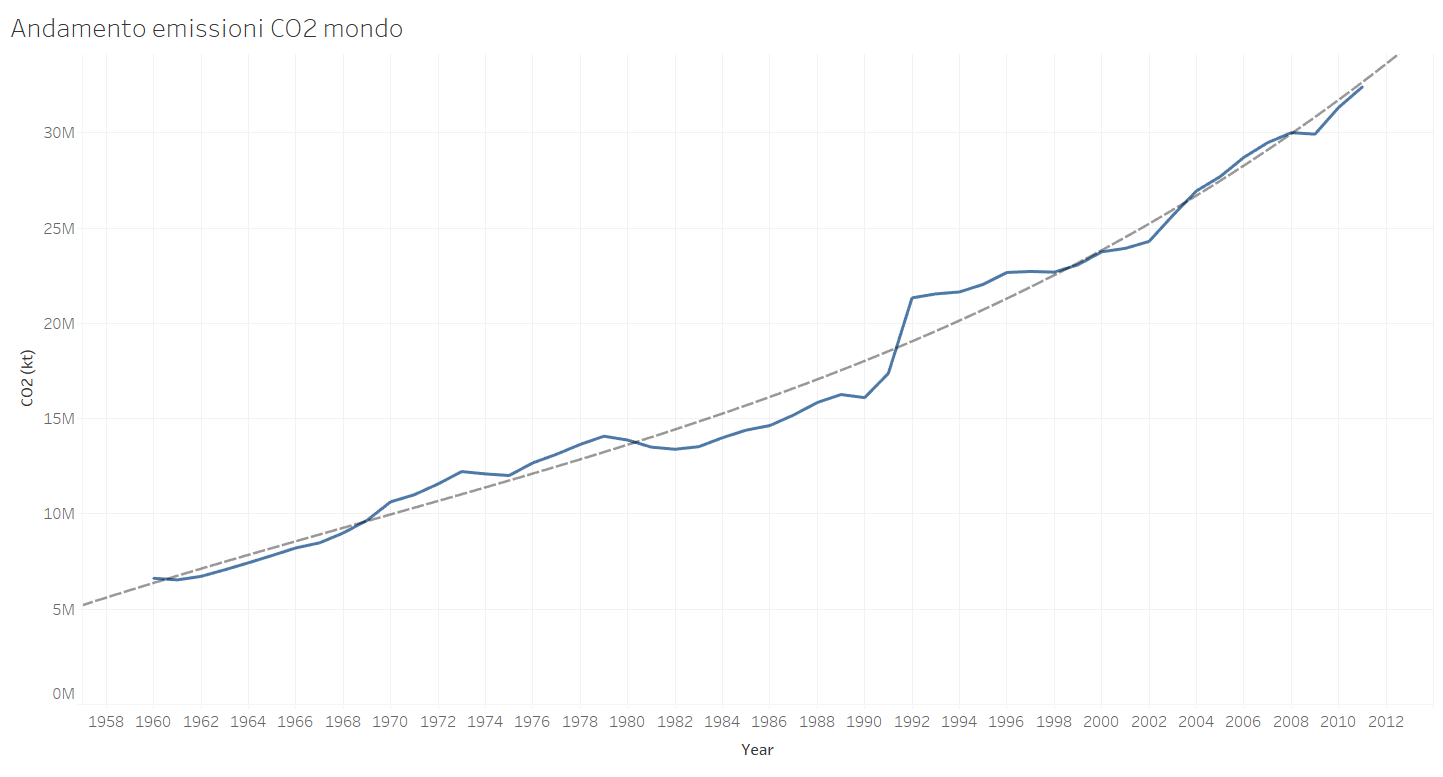 Andamento emissioni CO2 mondo
30M
25M
20M
15M
10M
5M
0M
CO2 (kt)
1958 1960 1962 1964 1966 1968 1970 1972 1974 1976 1978 1980 1982 1984 1986 1988 1990 1992 1994 1996 1998 2000 2002 2004 2006 2008 2010 2012
Year